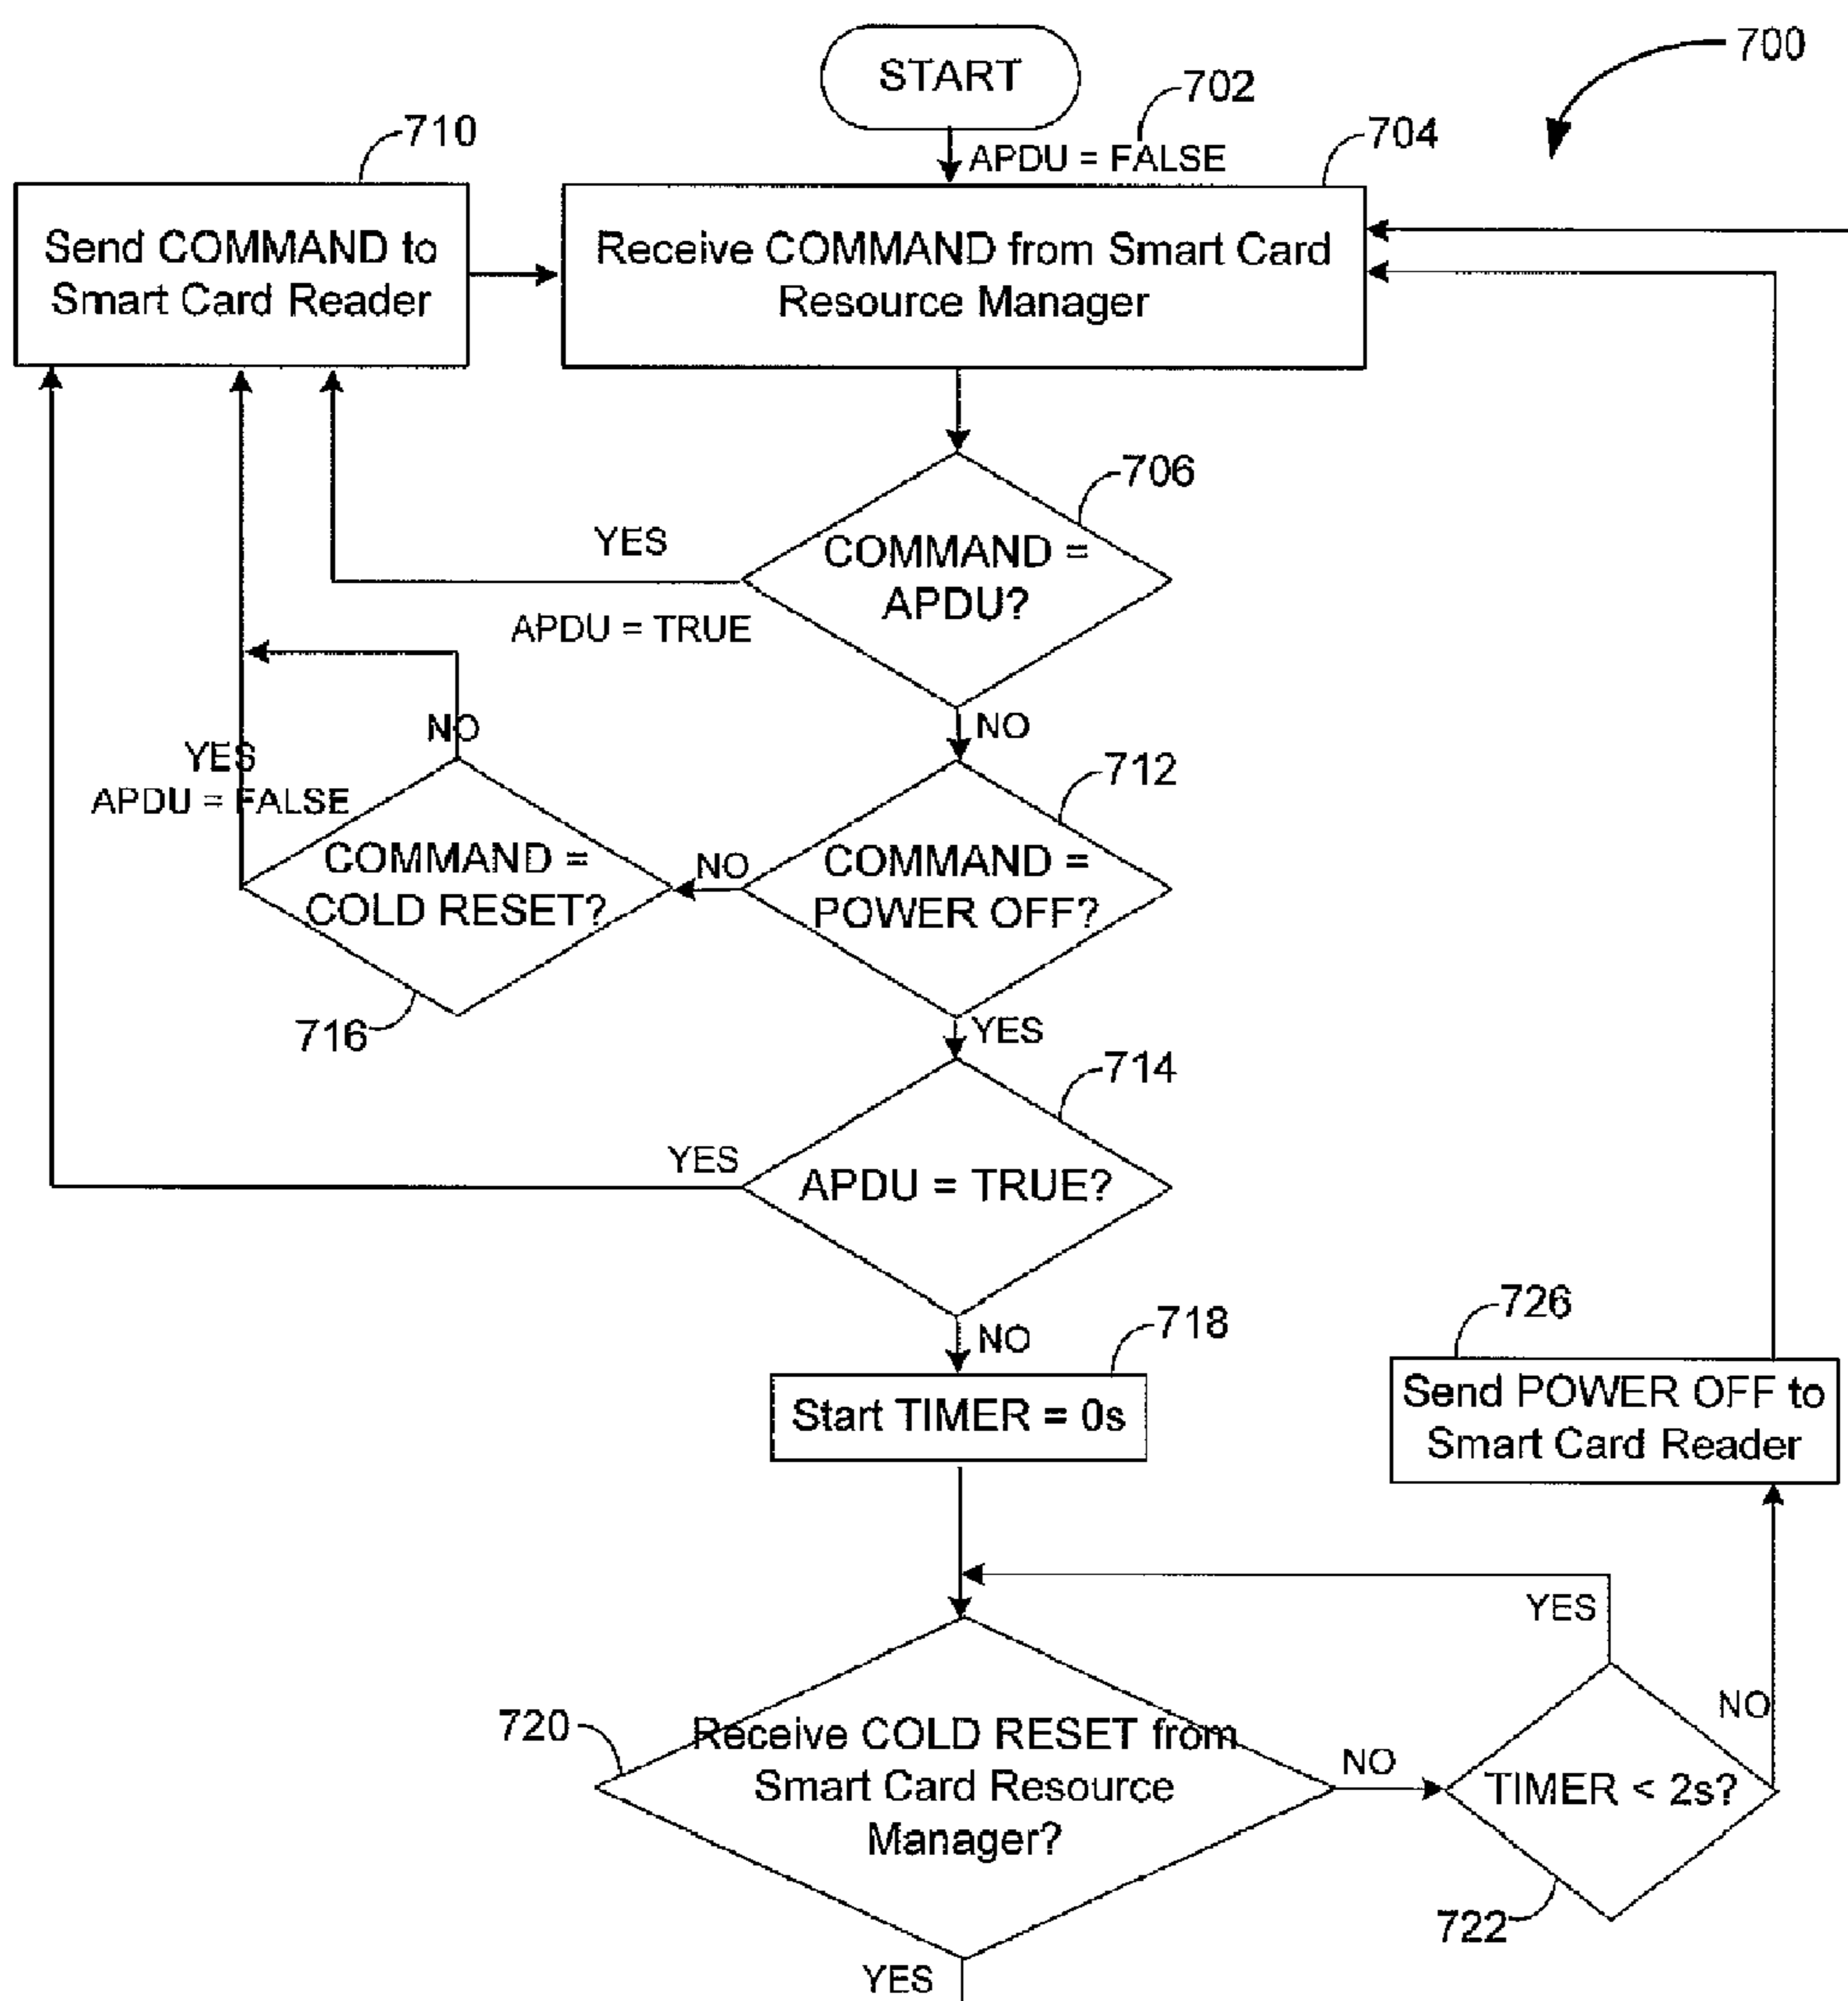 START
700
702
APDU = FALSE
704
710
Send COMMAND to
Smart Card Reader
Receive COMMAND from Smart Card
Resource Manager
706
COMMAND =
APDU?
YES
APDU = TRUE
NO
712
COMMAND =
POWER OFF?
NO
COMMAND =
COLD RESET?
NO
YES
APDU = FALSE
716
YES
714
APDU = TRUE?
YES
NO
718
Start TIMER = 0s
726
Send POWER OFF to
Smart Card Reader
720
Receive COLD RESET from
Smart Card Resource
Manager?
NO
TIMER < 2s?
YES
NO
722
YES